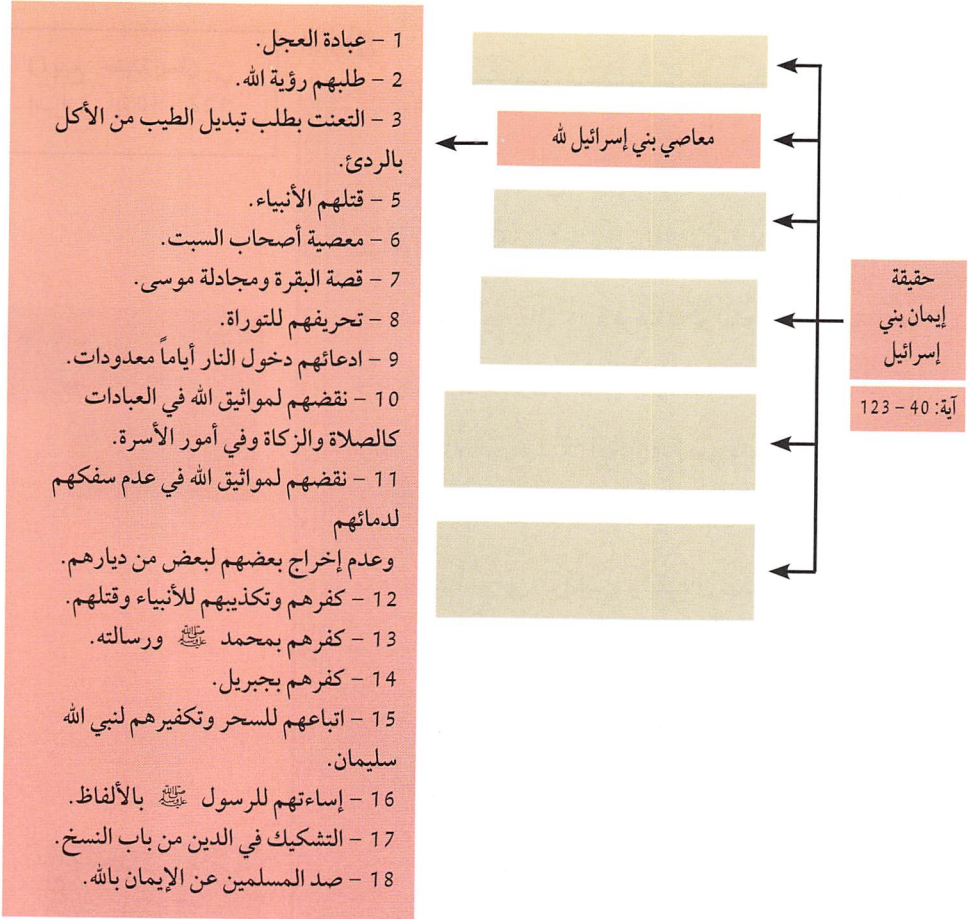 حقيقة
إيمان بني
إسرائيل
آية: 40 – 123
معاصي بني إسرائيل لله
1 – عبادة العجل.
2 – طلبهم رؤية الله.
3 – التعنت بطلب تبديل الطيب من الأكل
بالردئ.
5 – قتلهم الأنبياء.
6 – معصية أصحاب السبت.
7 – قصة البقرة ومجادلة موسى.
8 – تحريفهم للتوراة.
9 – ادعائهم دخول النار أياماً معدودات.
10 – نقضهم لمواثيق الله في العبادات
كالصلاة والزكاة وفي أمور الأسرة.
11 – نقضهم لمواثيق الله في عدم سفكهم
لدمائهم
وعدم إخراج بعضهم لبعض من ديارهم.
12 – كفرهم وتكذيبهم للأنبياء وقتلهم.
13 – كفرهم بمحمد ﷺ ورسالته.
14 – كفرهم بجبريل.
15 – اتباعهم للسحر وتكفيرهم لنبي الله
سليمان.
16 – إساءتهم للرسول ﷺ بالألفاظ.
17 – التشكيك في الدين من باب النسخ.
18 – صد المسلمين عن الإيمان بالله.